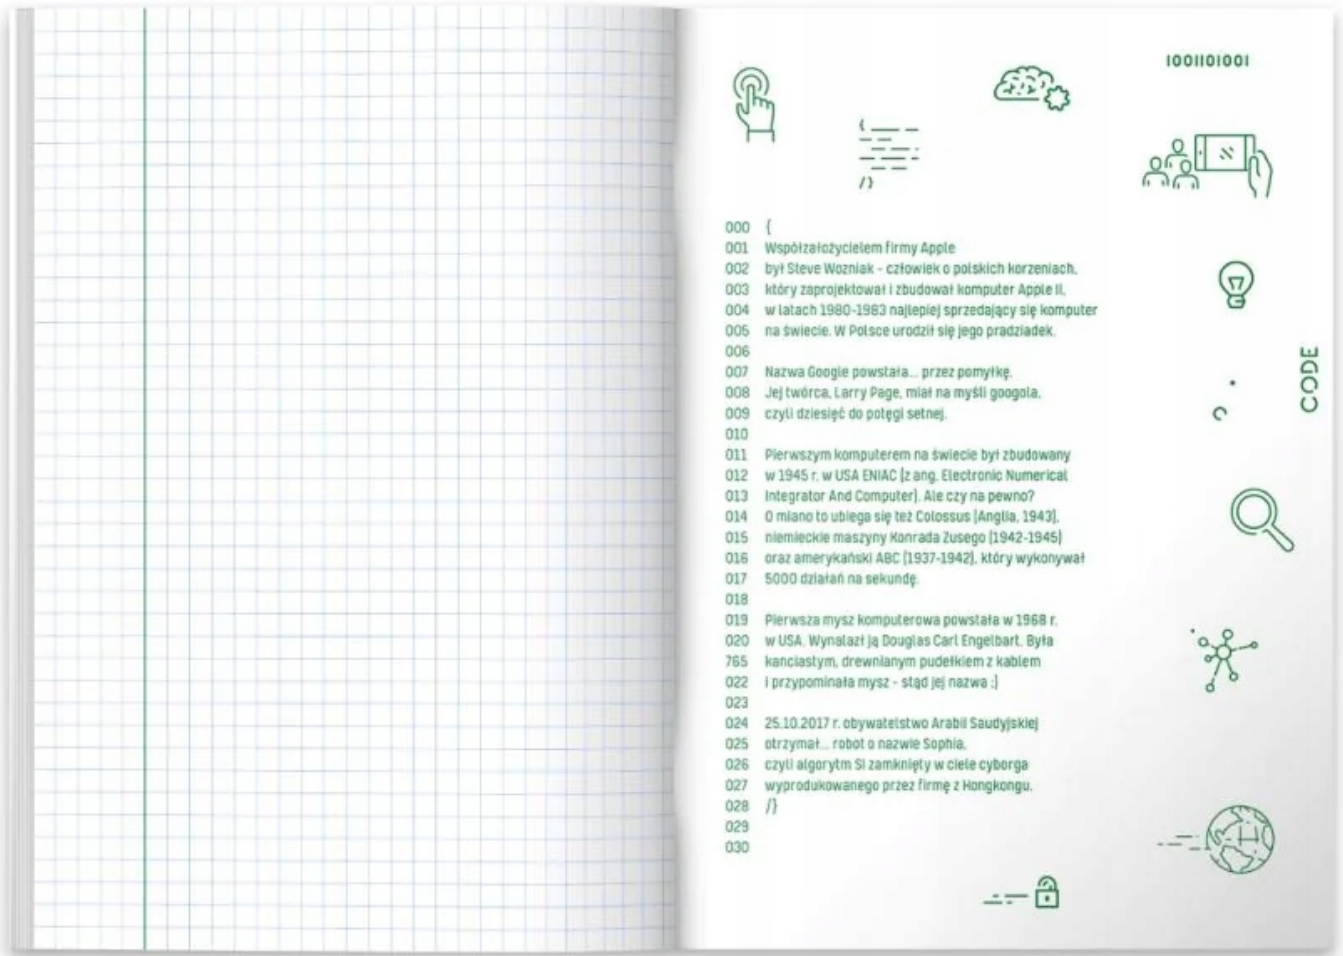 1001101001
{
/}
000 {
001 Współzałożycielem firmy Apple
002 był Steve Wozniak - człowiek o polskich korzeniach,
003 który zaprojektował i zbudował komputer Apple II,
004 w latach 1980-1983 najlepiej sprzedający się komputer
005 na świecie. W Polsce urodził się jego pradziadek.
006
007 Nazwa Google powstała... przez pomyłkę.
008 Jej twórca, Larry Page, miał na myśli googola,
009 czyli dziesięć do potęgi setnej.
010
011 Pierwszym komputerem na świecie był zbudowany
012 w 1945 r. w USA ENIAC (z ang. Electronic Numerical
013 Integrator And Computer). Ale czy na pewno?
014 O miano to ubiega się też Colossus (Anglia, 1943),
015 niemieckie maszyny Konrada Zusego (1942-1945)
016 oraz amerykański ABC (1937-1942), który wykonywał
017 5000 działań na sekundę.
018
019 Pierwsza mysz komputerowa powstała w 1968 r.
020 w USA. Wynalazł ją Douglas Carl Engelbart. Była
765 kanciastym, drewnianym pudełkiem z kablem
022 i przypominała mysz - stąd jej nazwa ;)
023
024 25.10.2017 r. obywatelstwo Arabii Saudyjskiej
025 otrzymał... robot o nazwie Sophia,
026 czyli algorytm SI zamknięty w ciele cyborga
027 wyprodukowanego przez firmę z Hongkongu.
028 /}
029
030
CODE